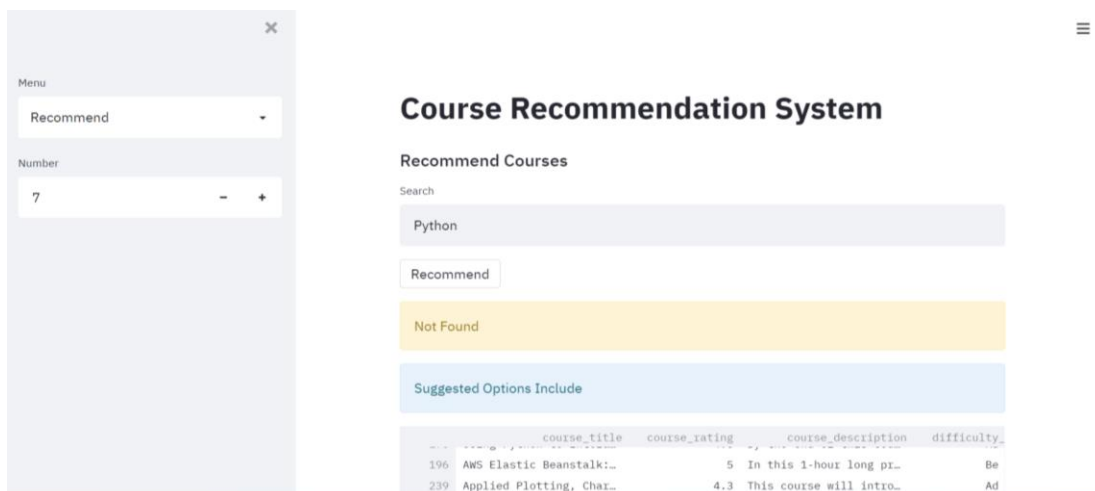 Menu
Recommend
Number
7 - +
Course Recommendation System
Recommend Courses
Search
Python
Recommend
Not Found
Suggested Options Include
course_title course_rating course_description difficulty_
196 AWS Elastic Beanstalk:… 5 In this 1-hour long pr… Be
239 Applied Plotting, Char… 4.3 This course will intro… Ad